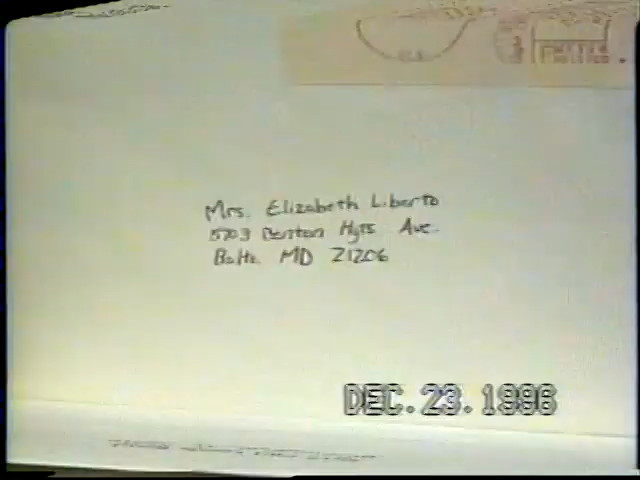 Mrs. Elizabeth Liberto
5703 Benton Hgts Ave.
Balto. MD 21206
DEC.23.1996